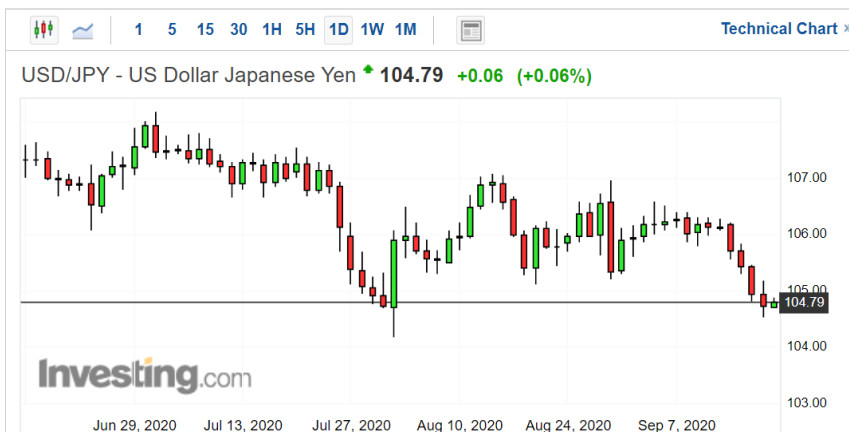 1 5 15 30 1H 5H 1D 1W 1M Technical Chart »
USD/JPY - US Dollar Japanese Yen 104.79 +0.06 (+0.06%)
107.00
106.00
105.00
104.79
104.00
Investing.com
103.00
Jun 29, 2020 Jul 13, 2020 Jul 27, 2020 Aug 10, 2020 Aug 24, 2020 Sep 7, 2020